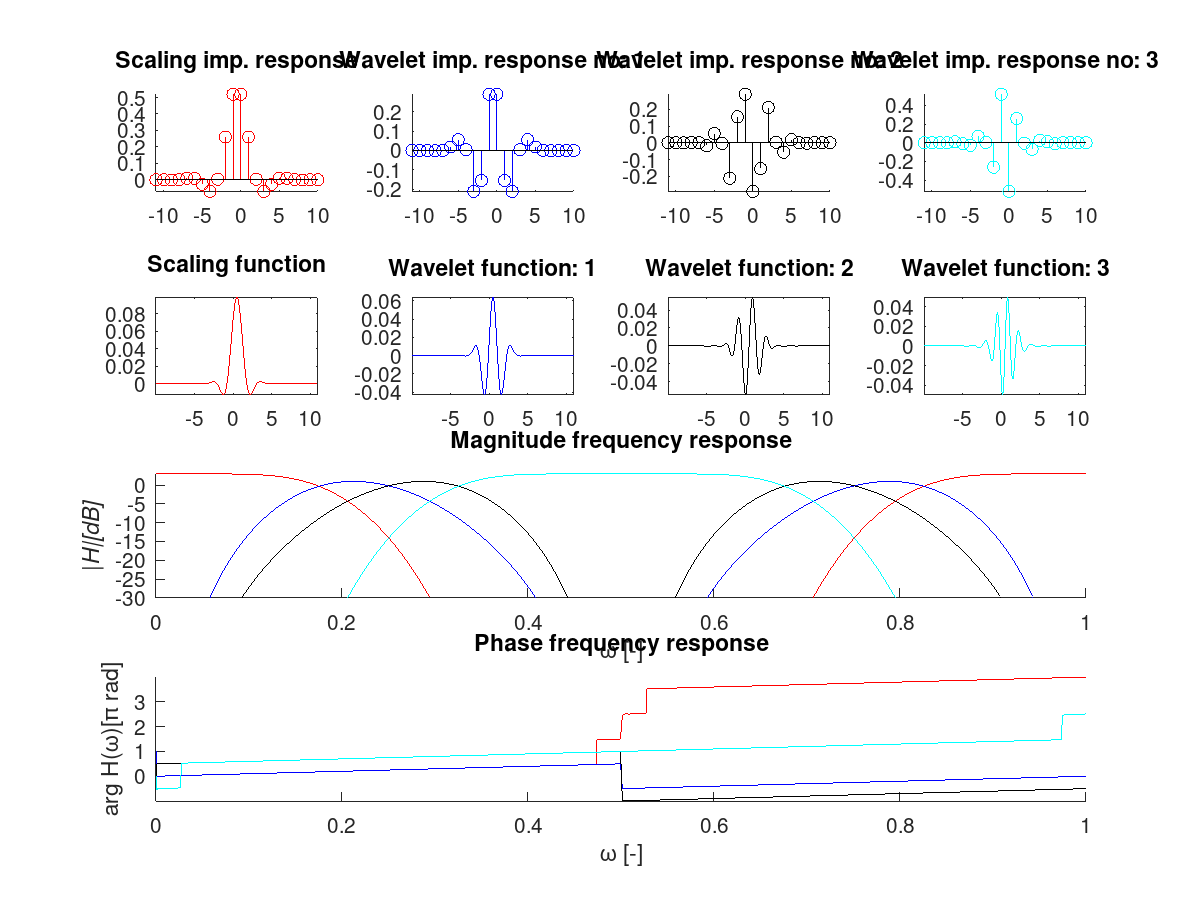 Scaling imp. response
Wavelet imp. response no: 1
Wavelet imp. response no: 2
Wavelet imp. response no: 3
0.5
0.4
0.3
0.2
0.1
0
-10 -5 0 5 10
0.2
0.1
0
-0.1
-0.2
-10 -5 0 5 10
0.2
0.1
0
-0.1
-0.2
-10 -5 0 5 10
0.4
0.2
0
-0.2
-0.4
-10 -5 0 5 10
Scaling function
Wavelet function: 1
Wavelet function: 2
Wavelet function: 3
0.08
0.06
0.04
0.02
0
-5 0 5 10
0.06
0.04
0.02
0
-0.02
-0.04
-5 0 5 10
0.04
0.02
0
-0.02
-0.04
-5 0 5 10
0.04
0.02
0
-0.02
-0.04
-5 0 5 10
Magnitude frequency response
|H|[dB]
0
-5
-10
-15
-20
-25
-30
0 0.2 0.4 0.6 0.8 1
ω [-]
Phase frequency response
arg H(ω)[π rad]
3
2
1
0
0 0.2 0.4 0.6 0.8 1
ω [-]